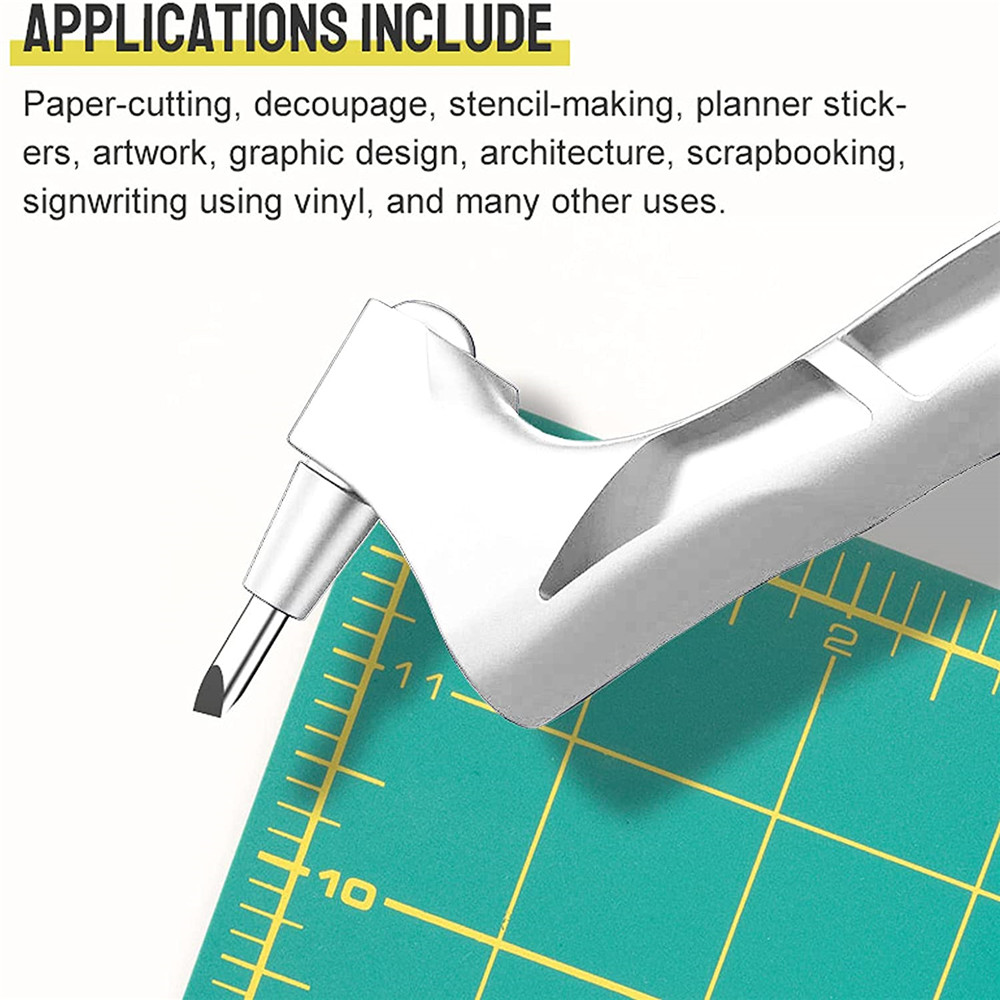 APPLICATIONS INCLUDE
Paper-cutting, decoupage, stencil-making, planner stick-
ers, artwork, graphic design, architecture, scrapbooking,
signwriting using vinyl, and many other uses.
2
11
10